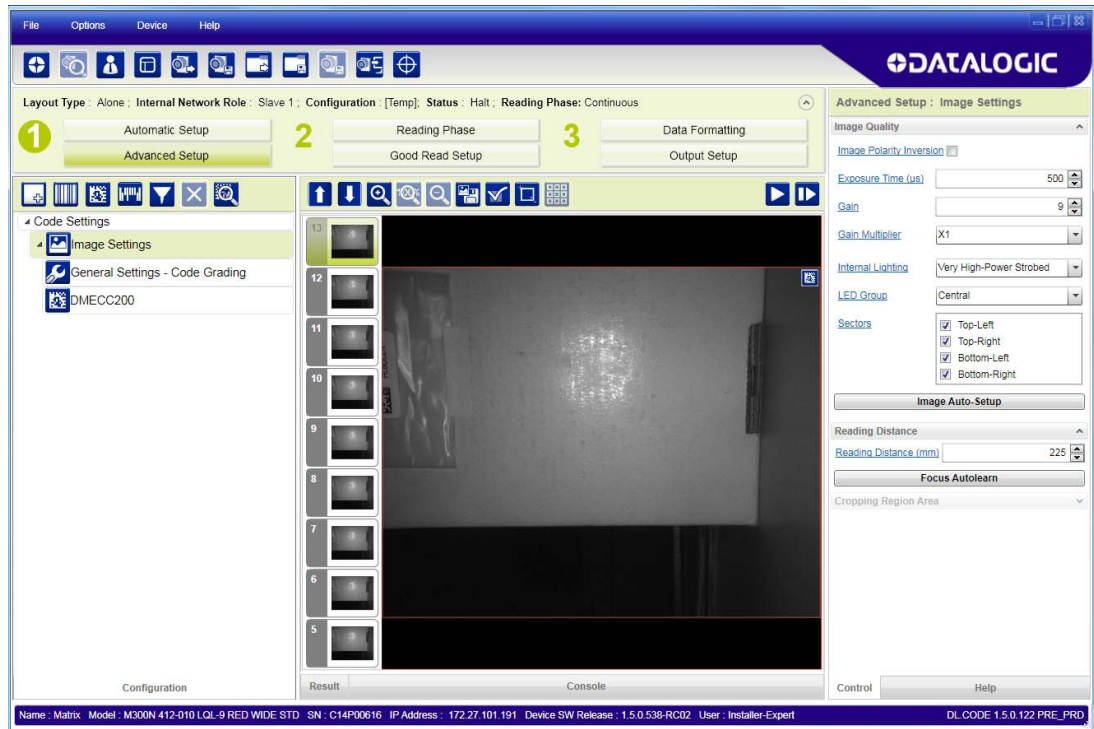 File Options Device Help
DATALOGIC
Layout Type : Alone ; Internal Network Role : Slave 1 ; Configuration : [Temp]; Status : Halt ; Reading Phase: Continuous
1 Automatic Setup 2 Reading Phase 3 Data Formatting
Advanced Setup Good Read Setup Output Setup
Code Settings
Image Settings
General Settings - Code Grading
DMECC200
Configuration
13
12
11
10
9
8
7
6
5
Result Console
Advanced Setup : Image Settings
Image Quality
Image Polarity Inversion
Exposure Time (us) 500
Gain 9
Gain Multiplier X1
Internal Lighting Very High-Power Strobed
LED Group Central
Sectors Top-Left
Top-Right
Bottom-Left
Bottom-Right
Image Auto-Setup
Reading Distance
Reading Distance (mm) 225
Focus Autolearn
Cropping Region Area
Control Help
Name : Matrix Model : M300N 412-010 LQL-9 RED WIDE STD SN : C14P00616 IP Address : 172.27.101.191 Device SW Release : 1.5.0.538-RC02 User : Installer-Expert DL.CODE 1.5.0.122 PRE_PRD